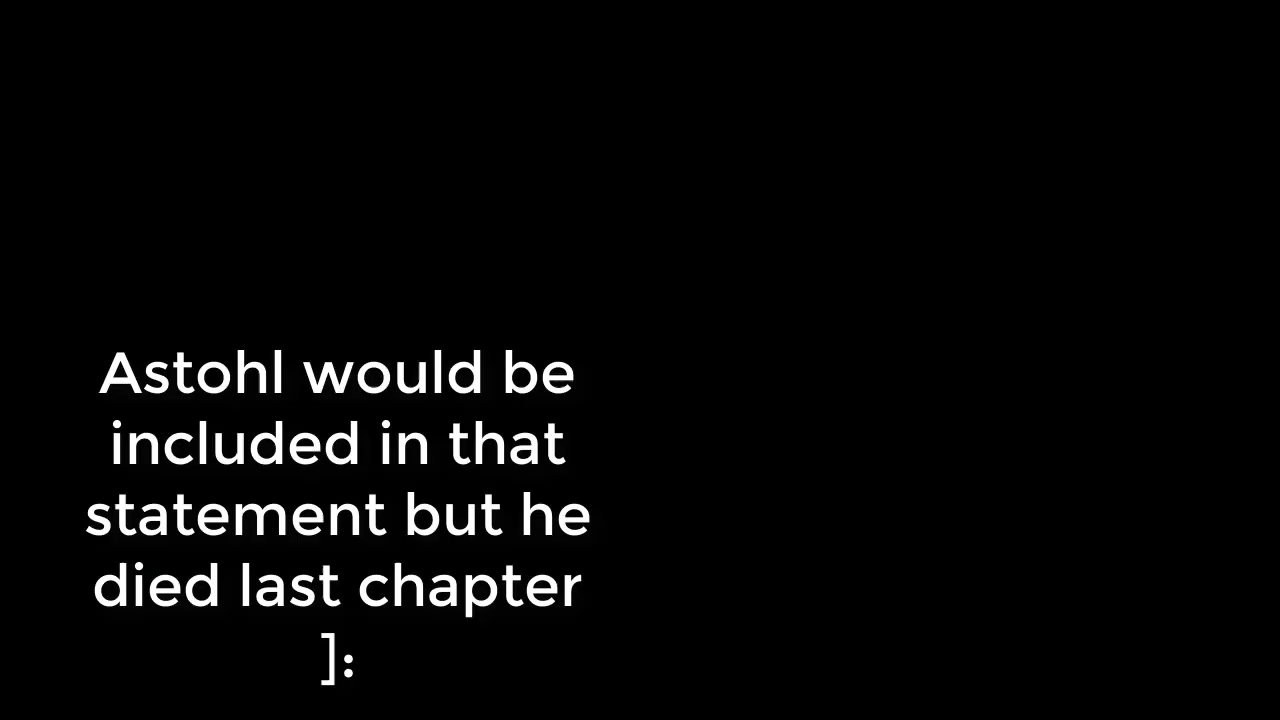 Astohl would be
included in that
statement but he
died last chapter
]: